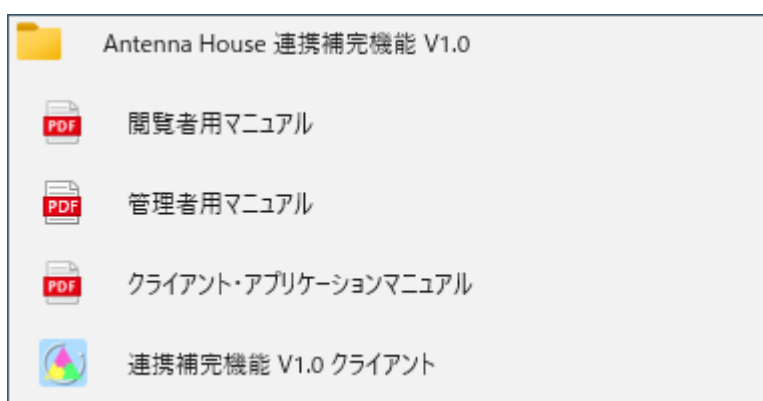 Antenna House 連携補完機能 V1.0
PDF 閲覧者用マニュアル
PDF 管理者用マニュアル
PDF クライアント・アプリケーションマニュアル
連携補完機能 V1.0 クライアント